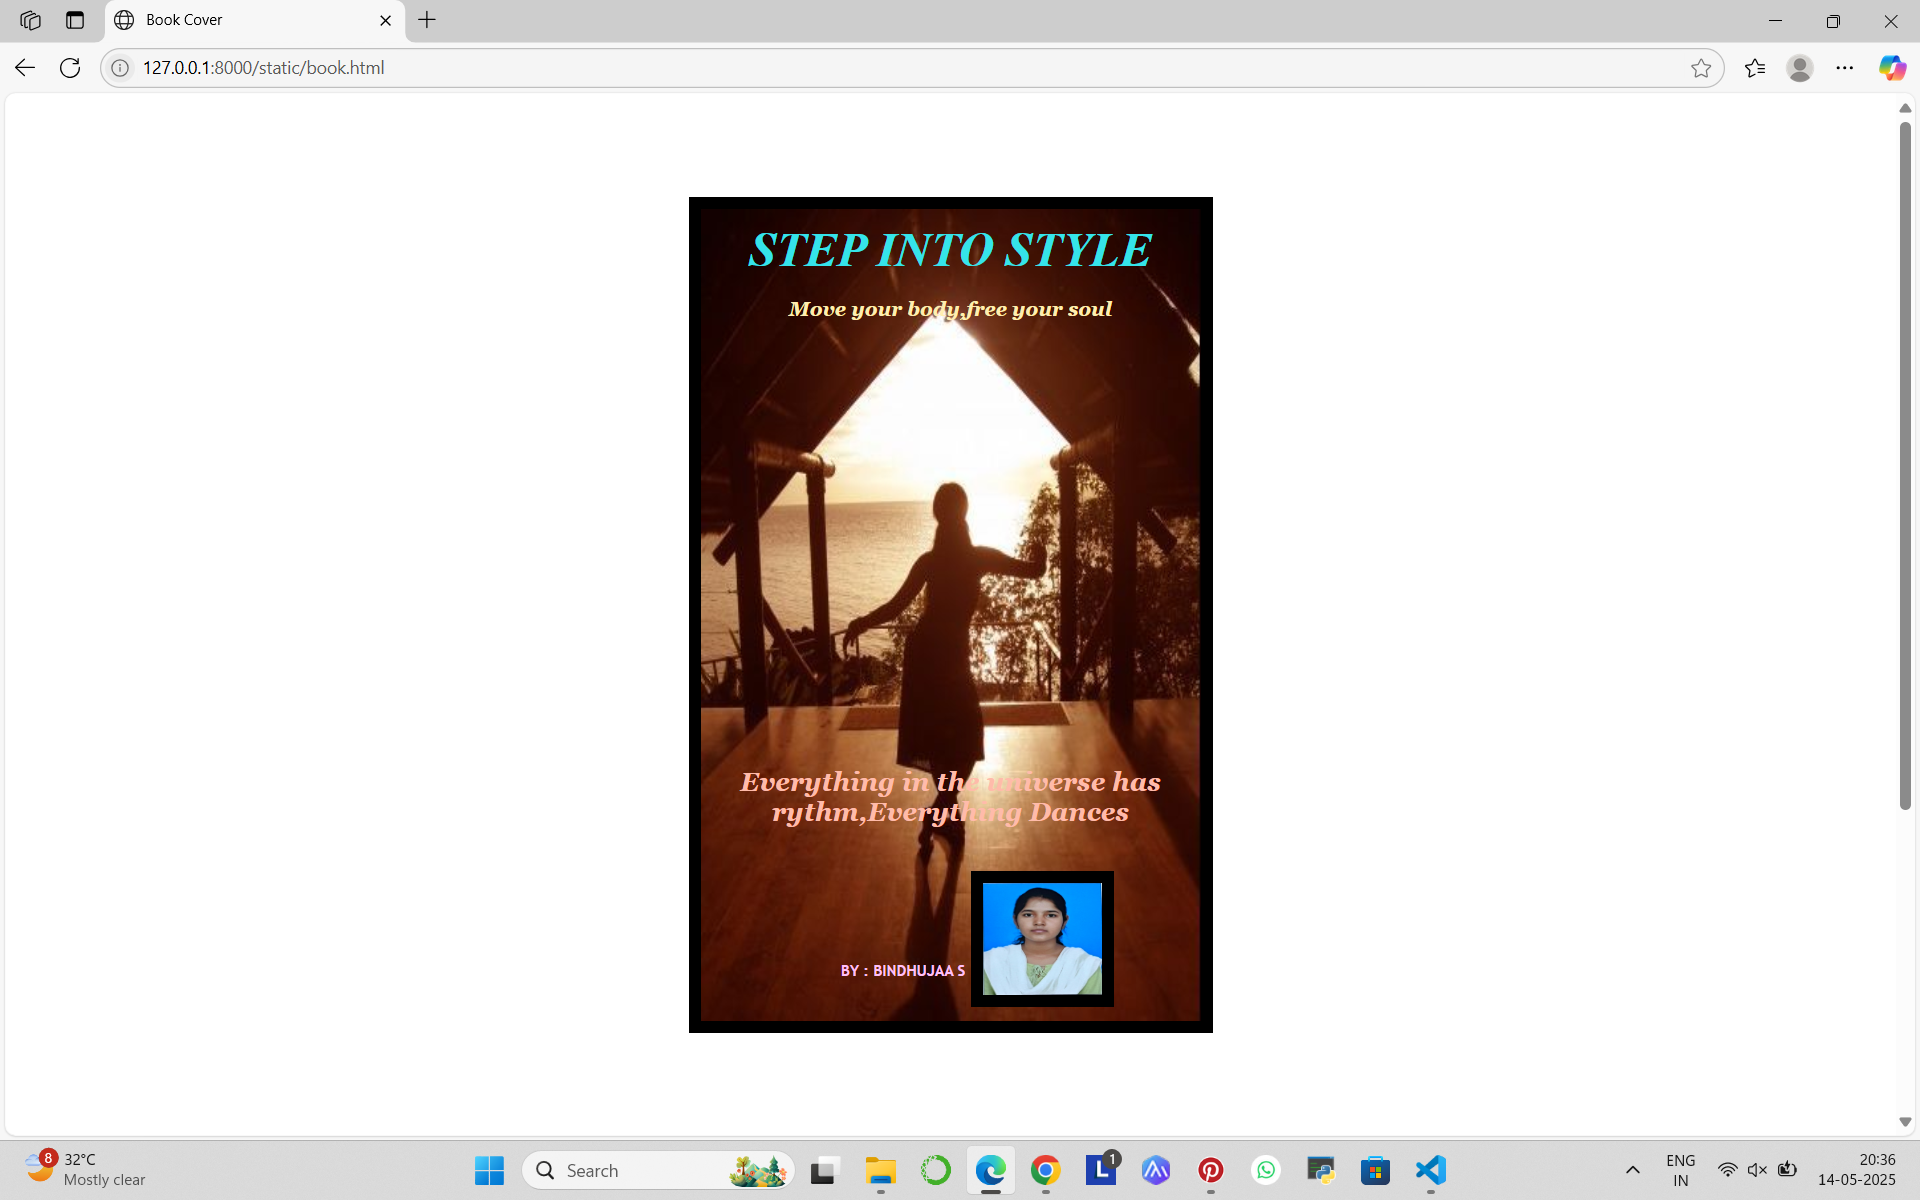 Book Cover
127.0.0.1:8000/static/book.html
STEP INTO STYLE
Move your body,free your soul
Everything in the universe has
rythm,Everything Dances
BY : BINDHUJAA S
8
32°C
Mostly clear
Search
L
1
ENG
IN
20:36
14-05-2025